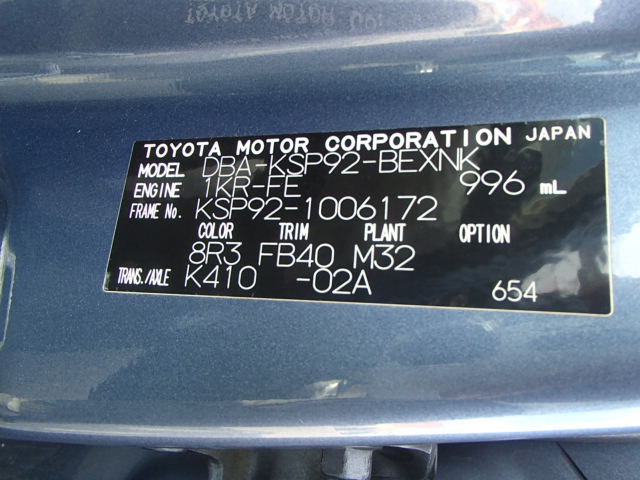 TOYOTA MOTOR CORPORATION JAPAN
MODEL DBA-KSP92-BEXNK
ENGINE 1KR-FE 996 mL
FRAME No. KSP92-1006172
COLOR TRIM PLANT OPTION
8R3 FB40 M32
TRANS./AXLE K410 -02A
654